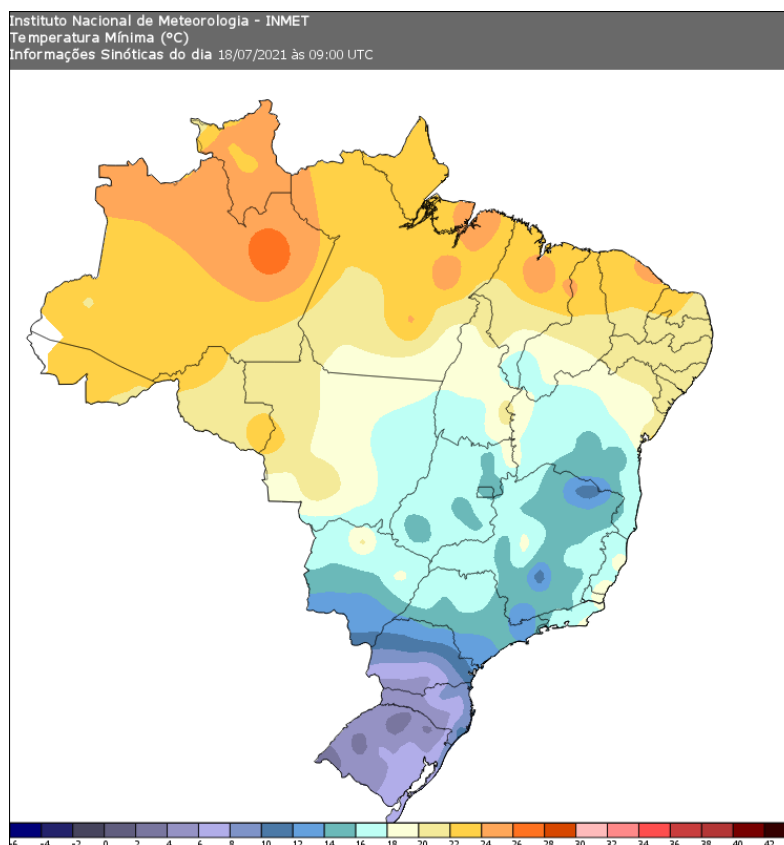 Instituto Nacional de Meteorologia - INMET
Temperatura Mínima (°C)
Informações Sinóticas do dia 18/07/2021 às 09:00 UTC
-6 -4 -2 0 2 4 6 8 10 12 14 16 18 20 22 24 26 28 30 32 34 36 38 40 42